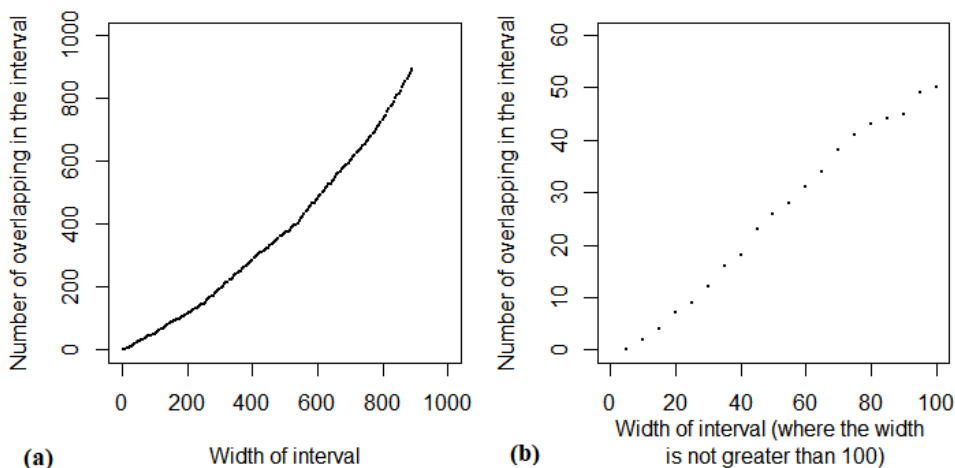 Number of overlapping in the interval
0 200 400 600 800 1000
0 200 400 600 800 1000
Width of interval
(a)
Number of overlapping in the interval
0 10 20 30 40 50 60
0 20 40 60 80 100
Width of interval (where the width
is not greater than 100)
(b)